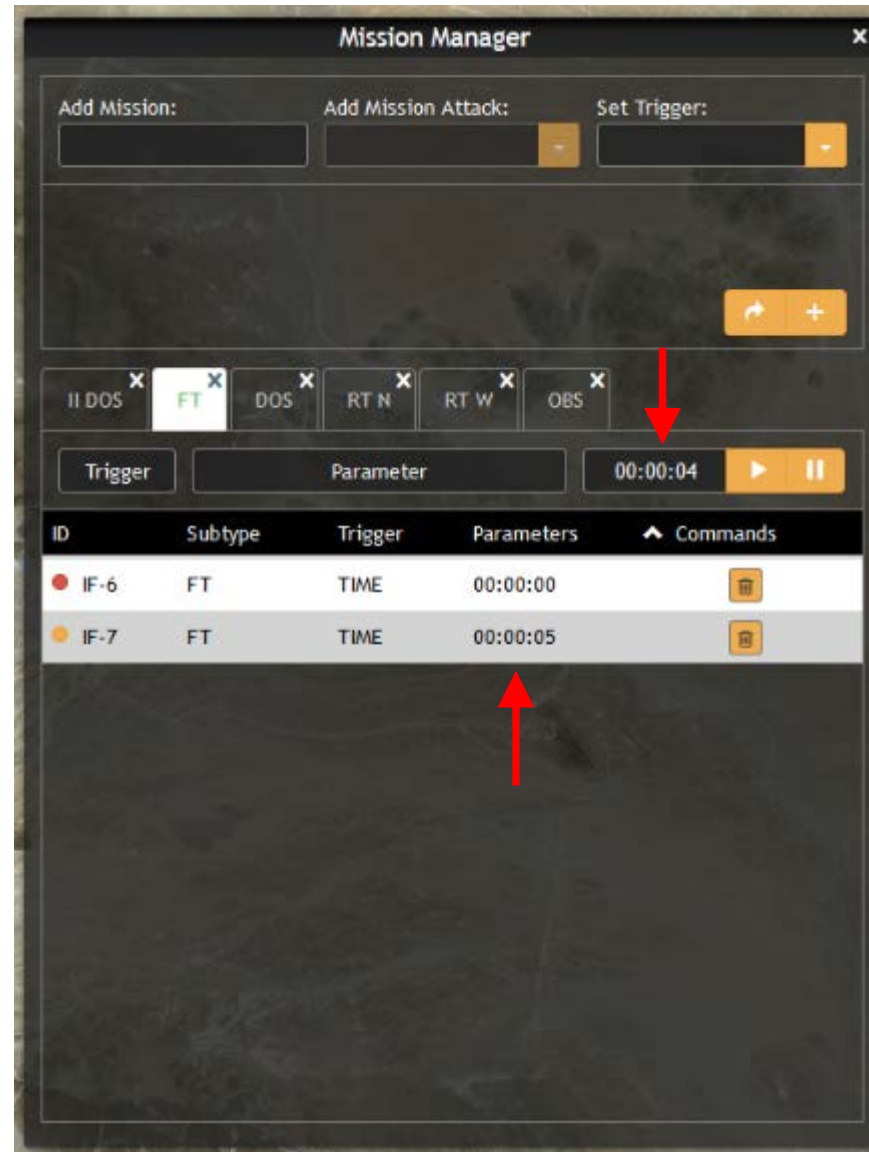 Mission Manager x
Add Mission: Add Mission Attack: Set Trigger:
II DOS X FT X DOS X RT N X RT W X OBS X
Trigger Parameter 00:00:04
ID Subtype Trigger Parameters Commands
IF-6 FT TIME 00:00:00
IF-7 FT TIME 00:00:05